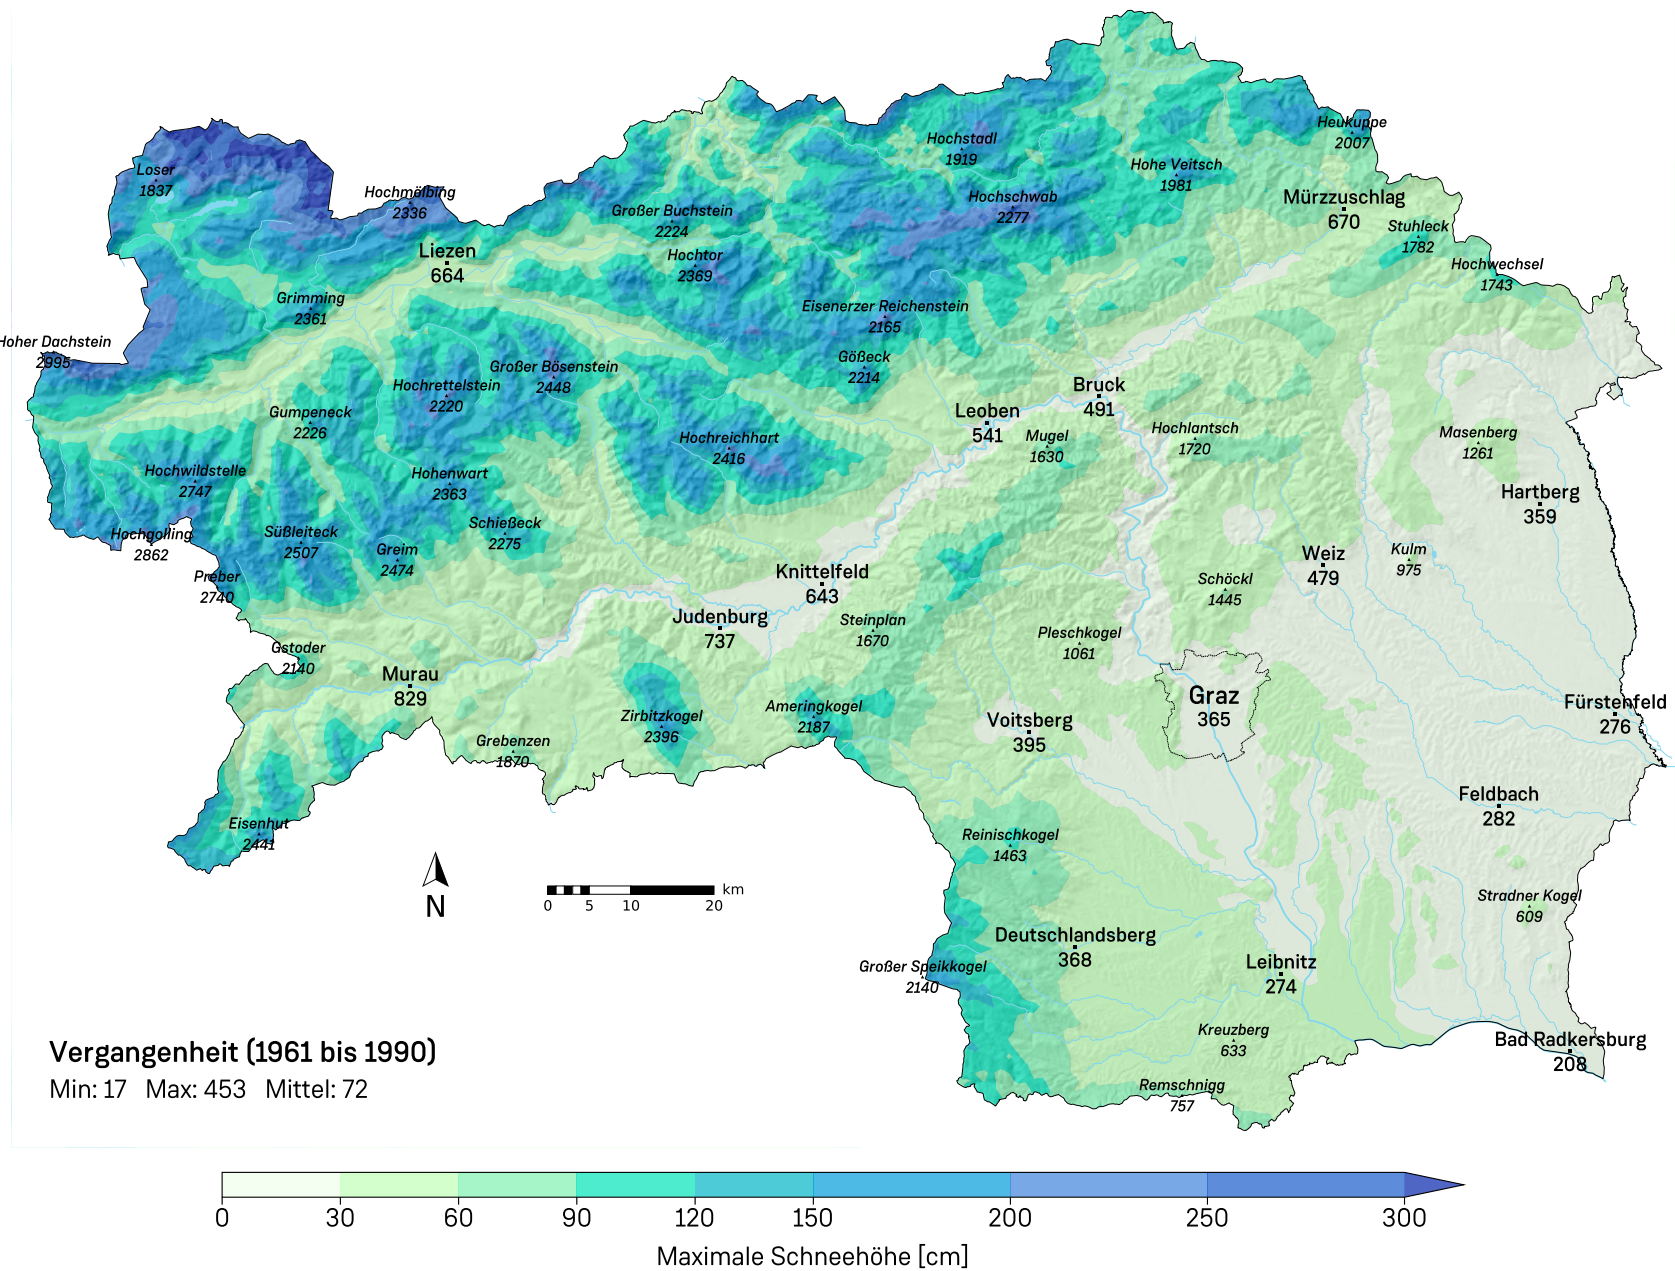 Heukuppe
2007
Hochstadl
1919
Hohe Veitsch
1981
Loser
1837
Hochmölbing
2336
Hochschwab
2277
Mürzzuschlag
670
Großer Buchstein
2224
Stuhleck
1782
Liezen
664
Hochtor
2369
Hochwechsel
1743
Grimming
2361
Eisenerzer Reichenstein
2165
Hoher Dachstein
2995
Großer Bösenstein
2448
Gößeck
2214
Hochrettelstein
2220
Bruck
491
Gumpeneck
2226
Leoben
541
Hochreichhart
2416
Mugel
1630
Hochlantsch
1720
Masenberg
1261
Hochwildstelle
2747
Hohenwart
2363
Hartberg
359
Hochgolling
2862
Süßleiteck
2507
Schießeck
2275
Greim
2474
Weiz
479
Kulm
975
Preber
2740
Knittelfeld
643
Schöckl
1445
Judenburg
737
Steinplan
1670
Pleschkogel
1061
Gstoder
2140
Murau
829
Graz
365
Zirbitzkogel
2396
Ameringkogel
2187
Voitsberg
395
Fürstenfeld
276
Grebenzen
1870
Feldbach
282
Eisenhut
2441
Reinischkogel
1463
Stradner Kogel
609
N
km
0 5 10 20
Deutschlandsberg
368
Großer Speikkogel
2140
Leibnitz
274
Kreuzberg
633
Bad Radkersburg
208
Remschnigg
757
Vergangenheit (1961 bis 1990)
Min: 17 Max: 453 Mittel: 72
0 30 60 90 120 150 200 250 300
Maximale Schneehöhe [cm]